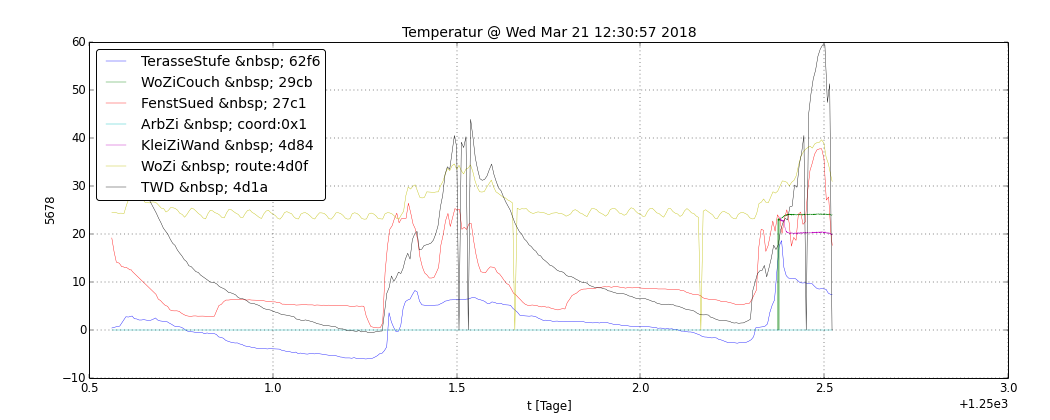 Temperatur @ Wed Mar 21 12:30:57 2018
60
50
40
30
20
10
0
−10
5678
TerasseStufe &nbsp; 62f6
WoZiCouch &nbsp; 29cb
FenstSued &nbsp; 27c1
ArbZi &nbsp; coord:0x1
KleiZiWand &nbsp; 4d84
WoZi &nbsp; route:4d0f
TWD &nbsp; 4d1a
0.5 1.0 1.5 2.0 2.5 3.0
+1.25e3
t [Tage]